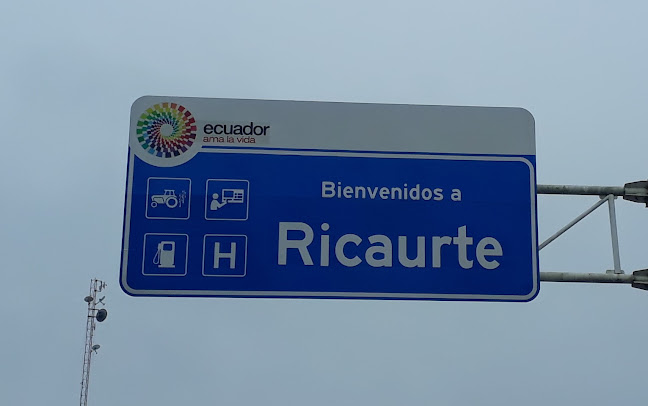 ecuador
ama la vida
Bienvenidos a
Ricaurte
H